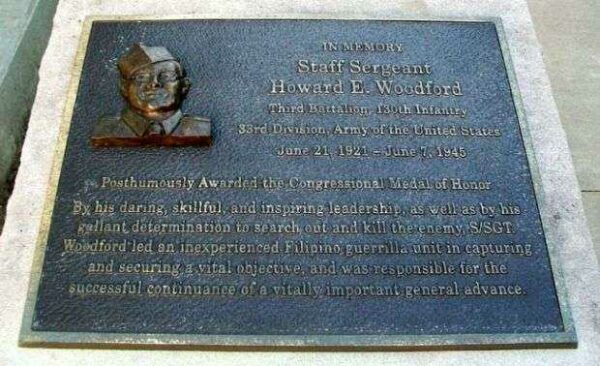 IN MEMORY
Staff Sergeant
Howard E. Woodford
Third Battalion, 130th Infantry
33rd Division, Army of the United States
June 21, 1921 - June 7, 1945
Posthumously Awarded the Congressional Medal of Honor
By his daring, skillful, and inspiring leadership, as well as by his
gallant determination to search out and kill the enemy, S/SGT.
Woodford led an inexperienced Filipino guerrilla unit in capturing
and securing a vital objective, and was responsible for the
successful continuance of a vitally important general advance.